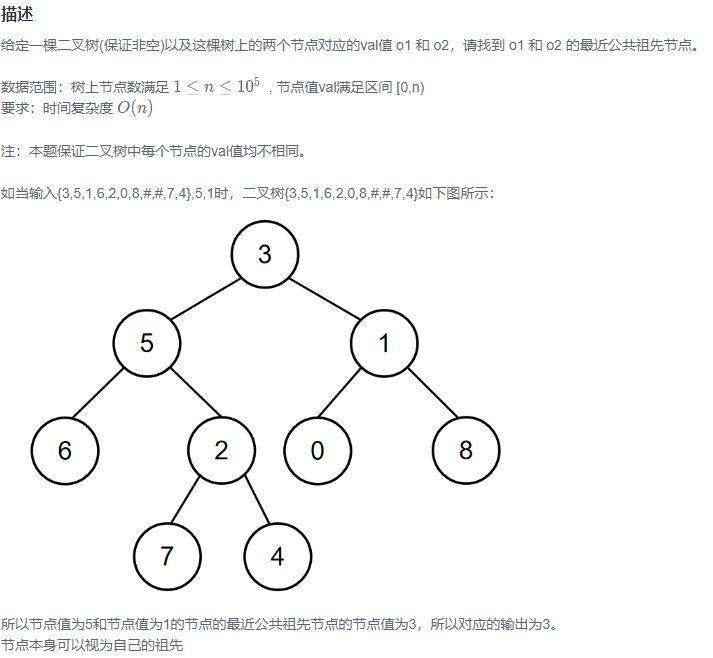 描述
给定一棵二叉树(保证非空)以及这棵树上的两个节点对应的val值 o1 和 o2，请找到 o1 和 o2 的最近公共祖先节点。
数据范围：树上节点数满足 1 ≤ n ≤ 10^5 , 节点值val满足区间 [0,n)
要求：时间复杂度 O(n)
注：本题保证二叉树中每个节点的val值均不相同。
如当输入{3,5,1,6,2,0,8,#,#,7,4},5,1时，二叉树{3,5,1,6,2,0,8,#,#,7,4}如下图所示：
3
5 1
6 2 0 8
7 4
所以节点值为5和节点值为1的节点的最近公共祖先节点的节点值为3，所以对应的输出为3。
节点本身可以视为自己的祖先